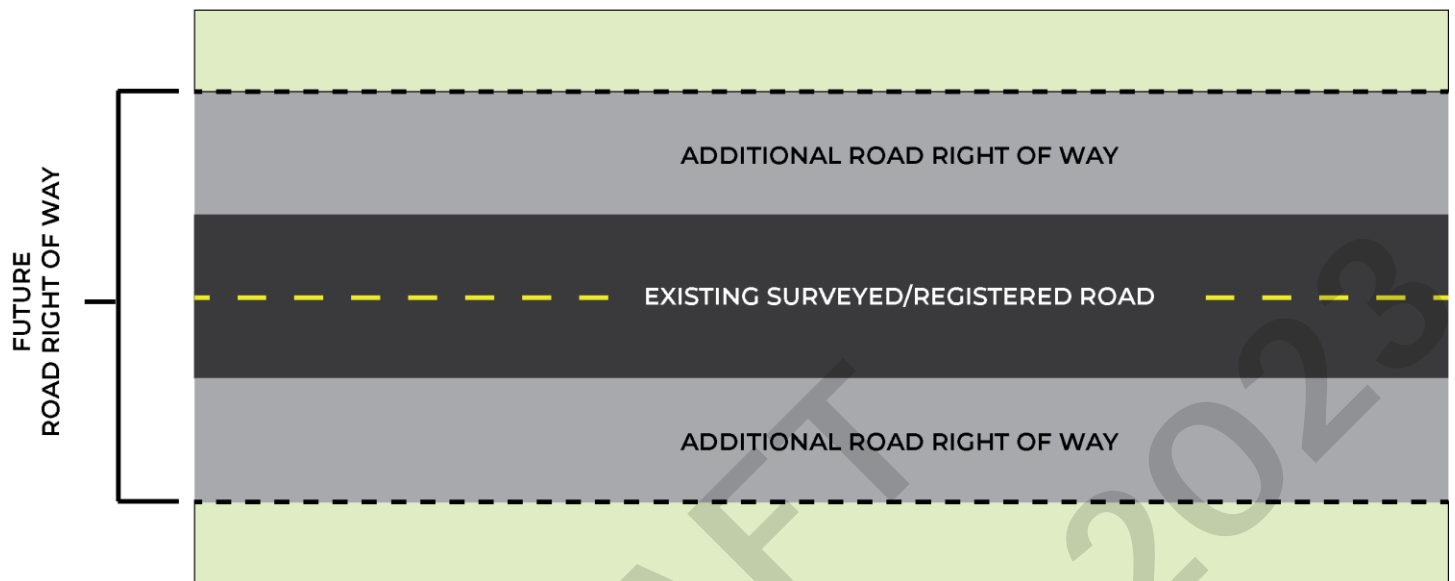 FUTURE
ROAD RIGHT OF WAY
ADDITIONAL ROAD RIGHT OF WAY
EXISTING SURVEYED/REGISTERED ROAD
ADDITIONAL ROAD RIGHT OF WAY
2023